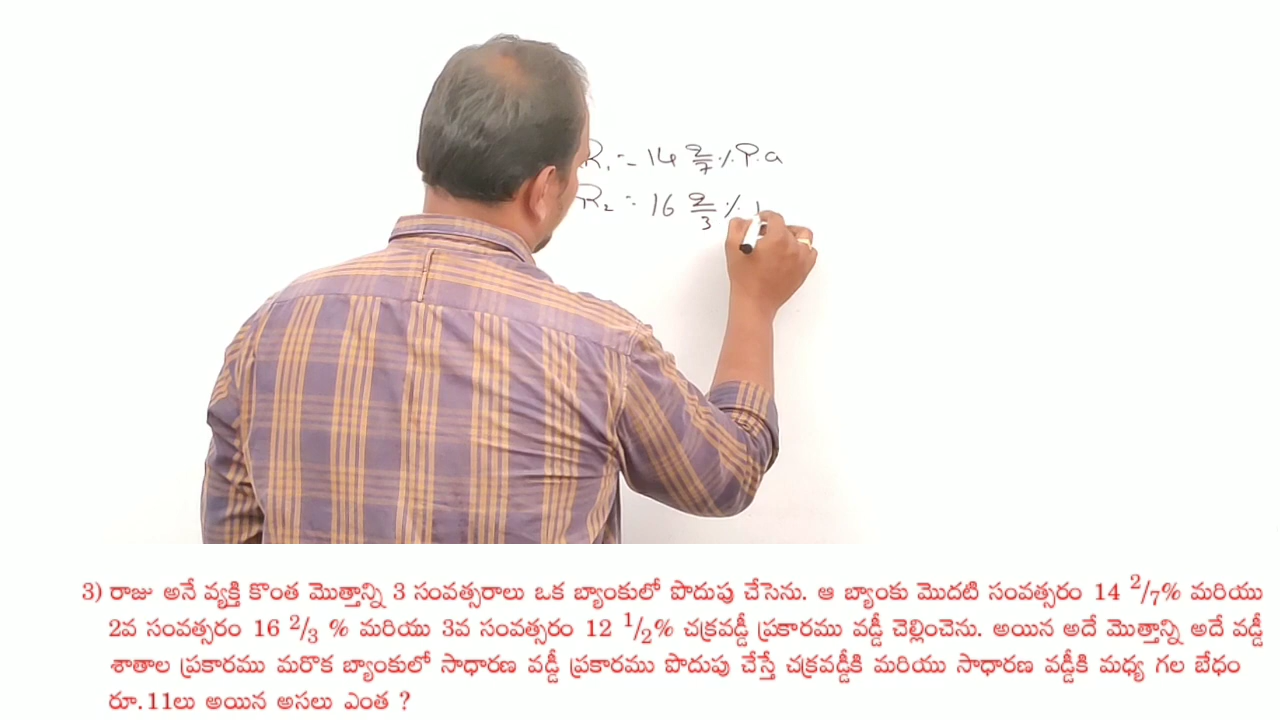 R₁ = 14 2/7 % P.a
R₂ = 16 2/3 %
3) రాజు అనే వ్యక్తి కొంత మొత్తాన్ని 3 సంవత్సరాలు ఒక బ్యాంకులో పొదుపు చేసెను. ఆ బ్యాంకు మొదటి సంవత్సరం 14 2/7% మరియు
2వ సంవత్సరం 16 2/3 % మరియు 3వ సంవత్సరం 12 1/2% చక్రవడ్డీ ప్రకారము వడ్డీ చెల్లించెను. అయిన అదే మొత్తాన్ని అదే వడ్డీ
శాతాల ప్రకారము మరొక బ్యాంకులో సాధారణ వడ్డీ ప్రకారము పొదుపు చేస్తే చక్రవడ్డీకి మరియు సాధారణ వడ్డీకి మధ్య గల బేధం
రూ.11లు అయిన అసలు ఎంత ?